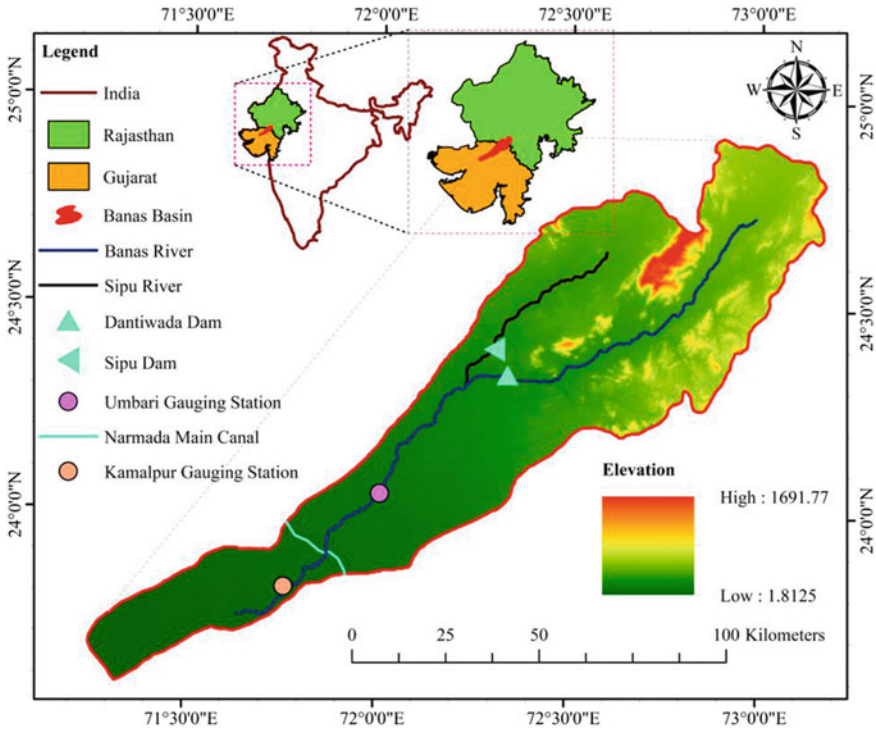 71°30'0"E 72°0'0"E 72°30'0"E 73°0'0"E
Legend
India
Rajasthan
Gujarat
Banas Basin
Banas River
Sipu River
Dantiwada Dam
Sipu Dam
Umbari Gauging Station
Narmada Main Canal
Kamalpur Gauging Station
N
W E
S
25°0'0"N
24°30'0"N
24°0'0"N
25°0'0"N
24°30'0"N
24°0'0"N
Elevation
High : 1691.77
Low : 1.8125
0 25 50 100 Kilometers
71°30'0"E 72°0'0"E 72°30'0"E 73°0'0"E